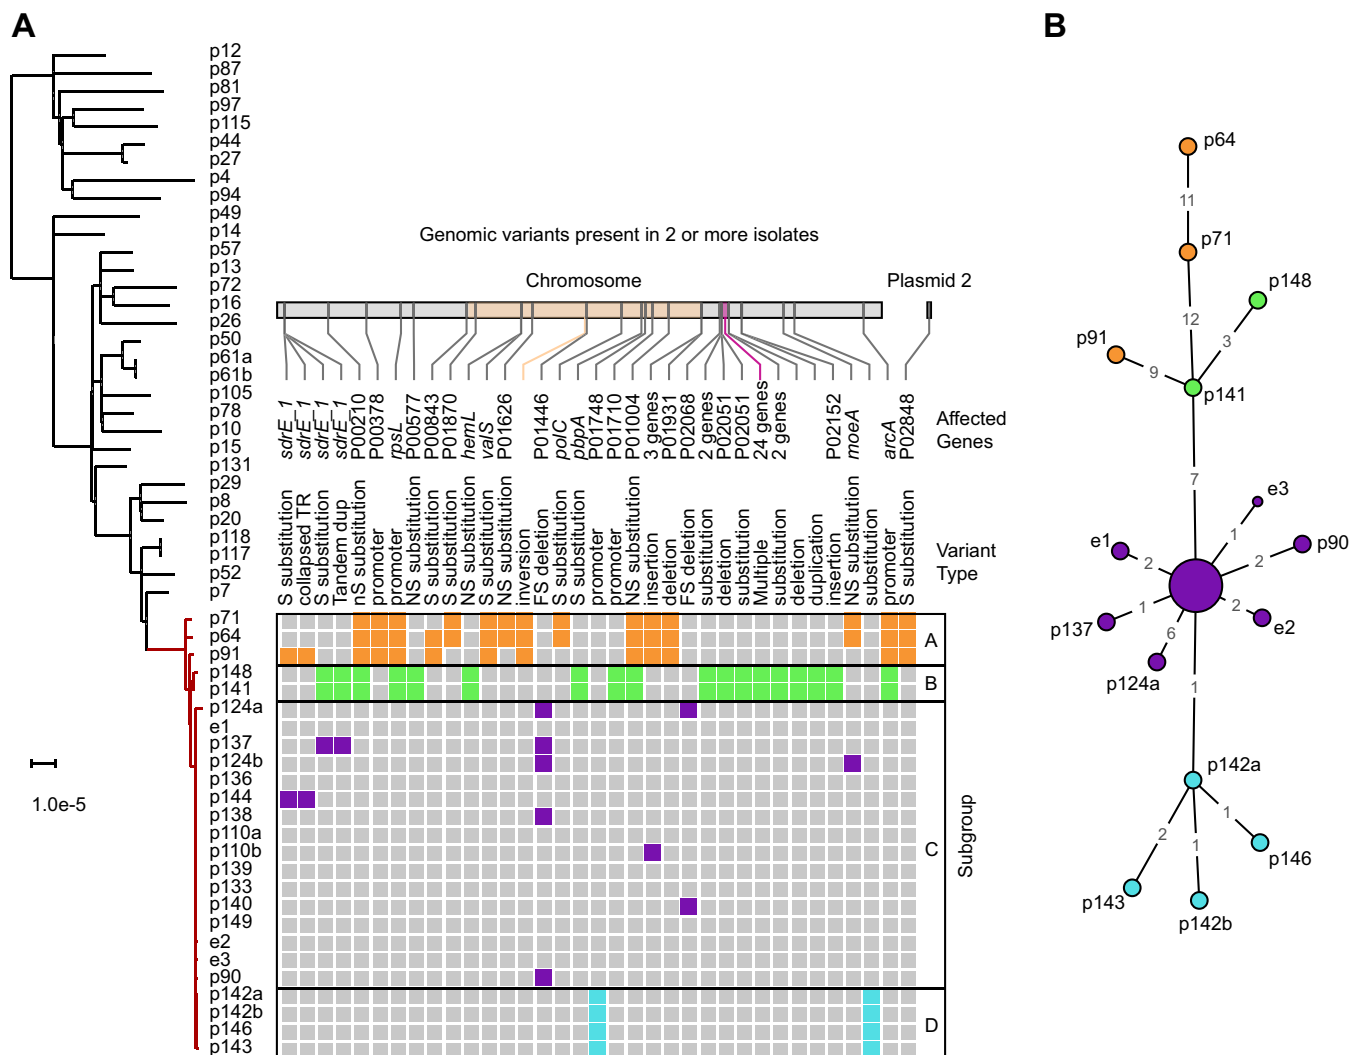 A
B
p12
p87
p81
p97
p115
p44
p27
p4
p94
p49
p14
p57
p13
p72
p16
p26
p50
p61a
p61b
p105
p78
p10
p15
p131
p29
p8
p20
p118
p117
p52
p7
p71
p64
p91
p148
p141
p124a
e1
p137
p124b
p136
p144
p138
p110a
p110b
p139
p133
p140
p149
e2
e3
p90
p142a
p142b
p146
p143
1.0e-5
Genomic variants present in 2 or more isolates
Chromosome
Plasmid 2
sdrE_1
sdrE_1
sdrE_1
sdrE_1
P00210
P00378
rpsL
P00577
P00843
P01870
hemL
valS
P01626
P01446
polC
pbpA
P01748
P01710
P01004
3 genes
P01931
P02068
2 genes
P02051
P02051
24 genes
2 genes
P02152
moeA
arcA
P02848
Affected
Genes
S substitution
collapsed TR
S substitution
Tandem dup
nS substitution
promoter
promoter
NS substitution
S substitution
S substitution
NS substitution
S substitution
NS substitution
inversion
FS deletion
S substitution
S substitution
promoter
promoter
NS substitution
insertion
deletion
FS deletion
substitution
deletion
substitution
Multiple
substitution
deletion
duplication
insertion
NS substitution
substitution
promoter
S substitution
Variant
Type
A
B
C
D
Subgroup
p64
11
p71
p148
12
3
p91
9
p141
7
e3
e1
1
p90
2
2
p137
1
2
e2
6
p124a
1
p142a
2
1
1
p146
p143
p142b